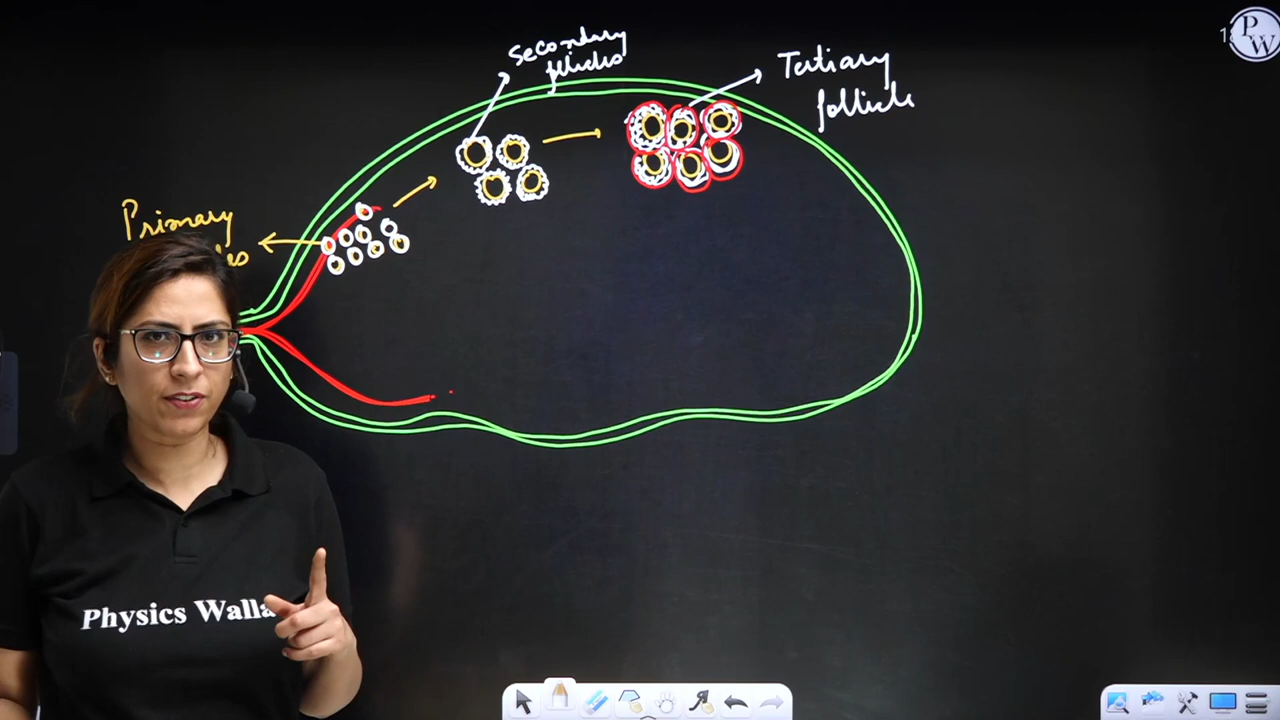 Secondary
follicles
Tertiary
follicle
Primary
P
W
Physics Walla